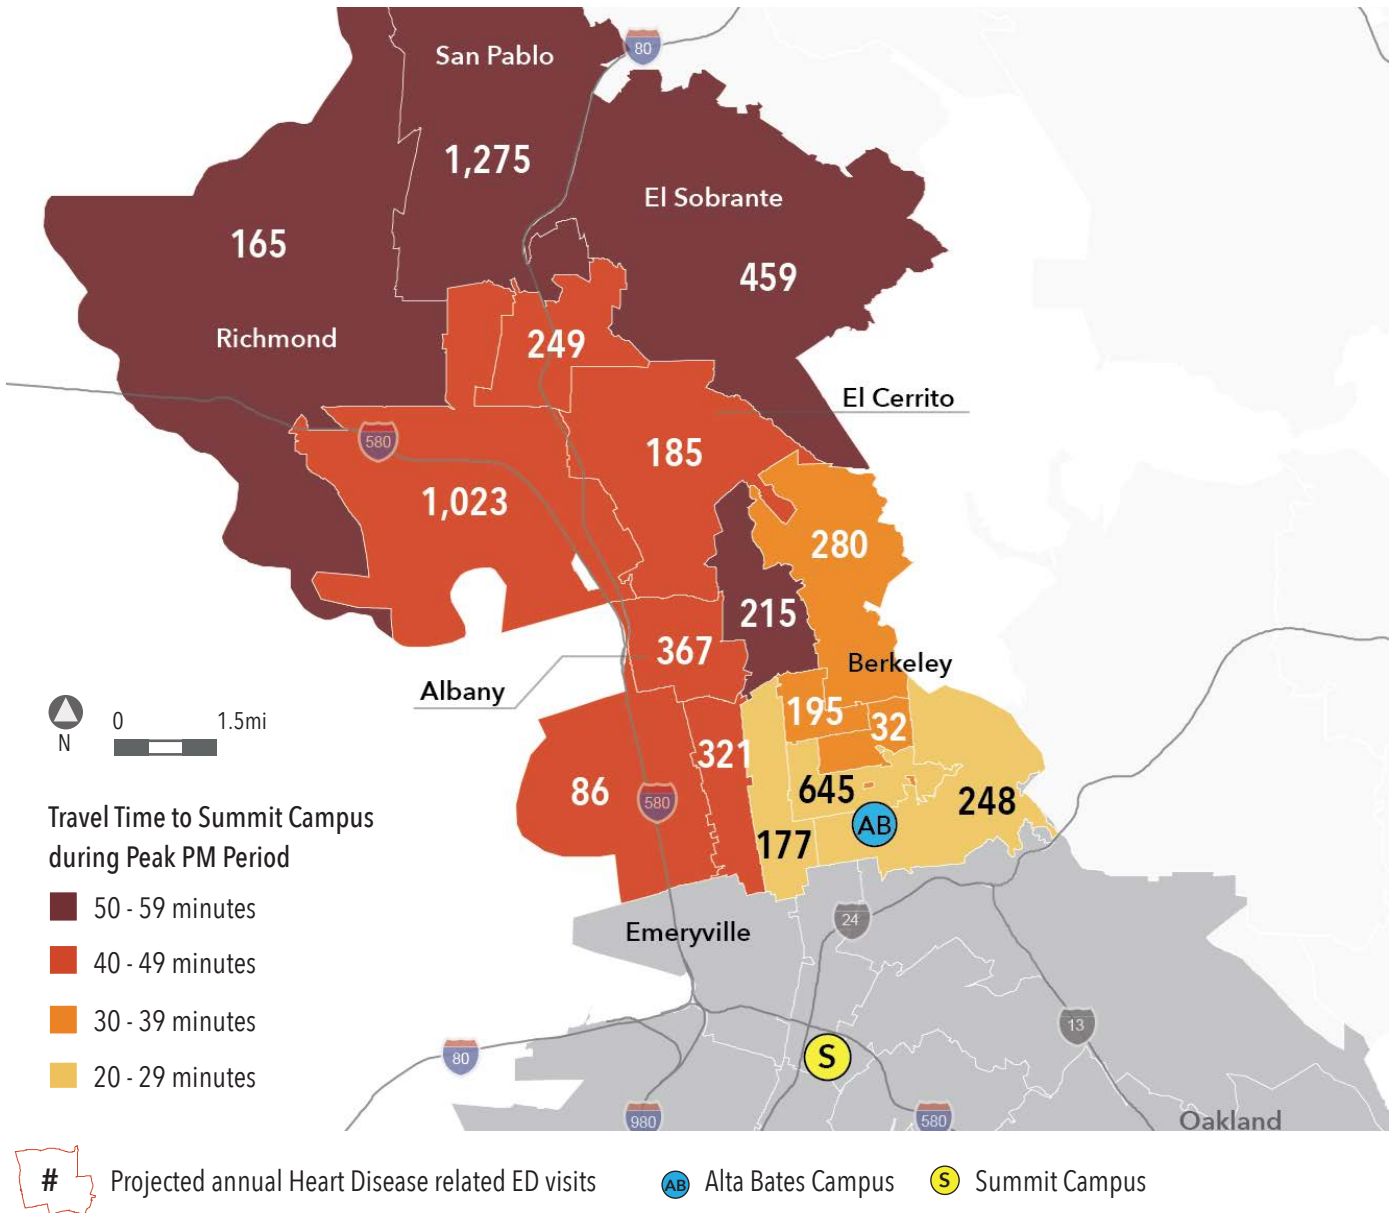 San Pablo
80
1,275
El Sobrante
165
459
Richmond
249
El Cerrito
580
185
1,023
280
215
367
Berkeley
Albany
195
32
0 1.5mi
N
321
86
580
645
248
AB
177
Travel Time to Summit Campus
during Peak PM Period
50 - 59 minutes
40 - 49 minutes
30 - 39 minutes
20 - 29 minutes
Emeryville
24
13
80
S
980
580
Oakland
# Projected annual Heart Disease related ED visits
AB Alta Bates Campus
S Summit Campus